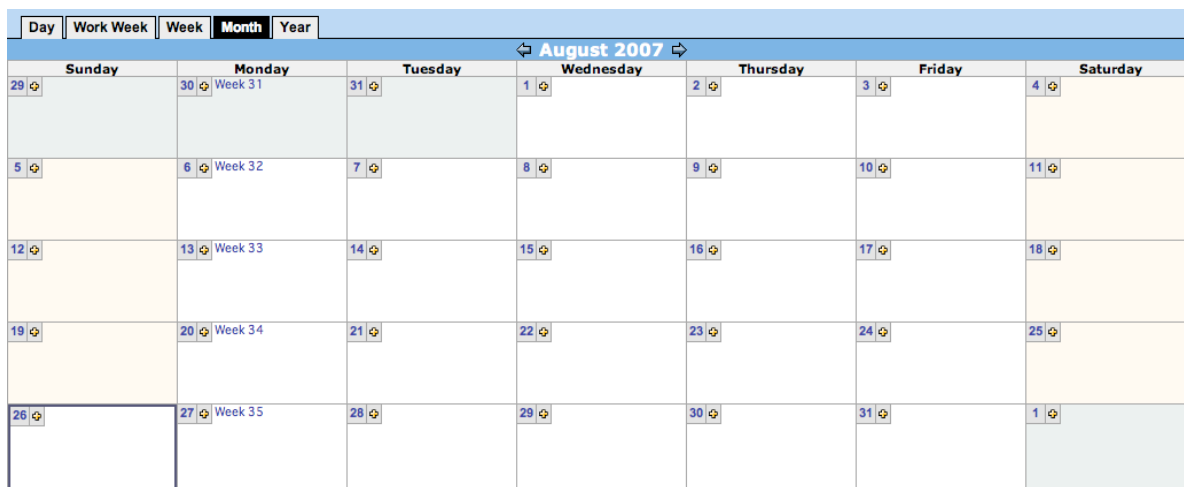 Day Work Week Week Month Year
August 2007
Sunday Monday Tuesday Wednesday Thursday Friday Saturday
29 30 Week 31 31 1 2 3 4
5 6 Week 32 7 8 9 10 11
12 13 Week 33 14 15 16 17 18
19 20 Week 34 21 22 23 24 25
26 27 Week 35 28 29 30 31 1